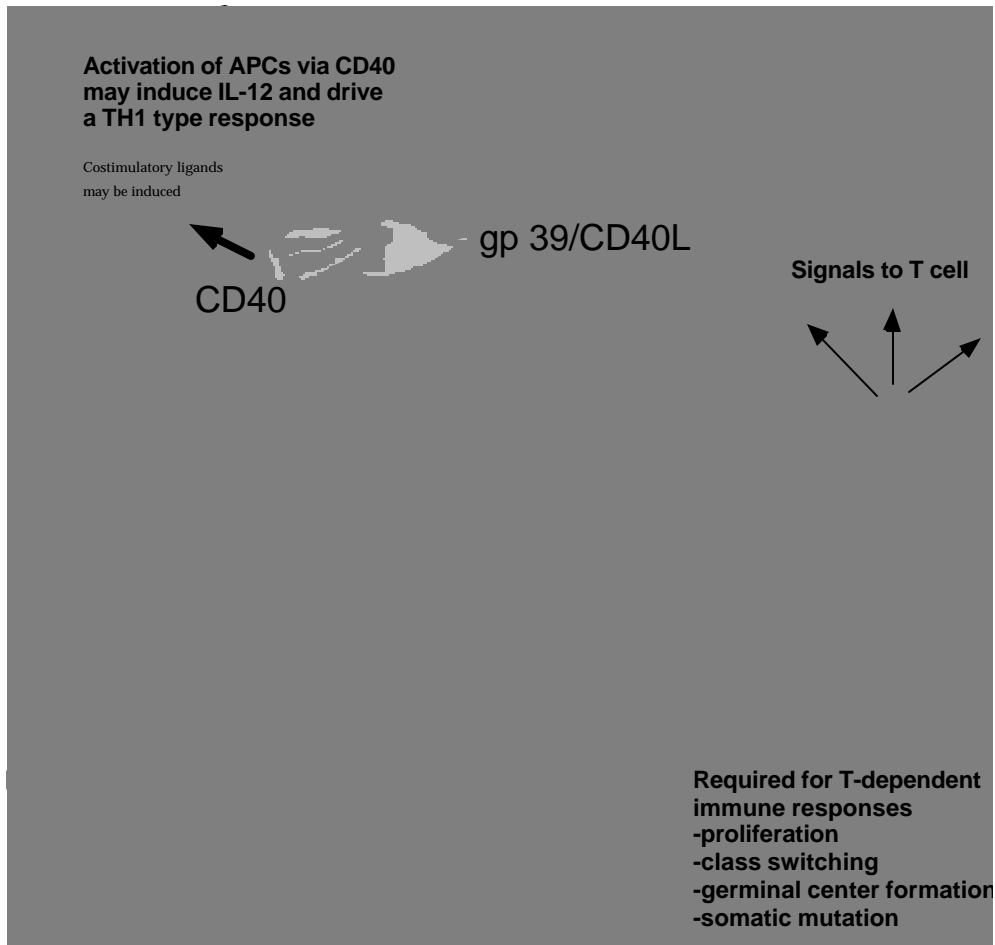 Activation of APCs via CD40
may induce IL-12 and drive
a TH1 type response
Costimulatory ligands
may be induced
gp 39/CD40L
CD40
Signals to T cell
Required for T-dependent
immune responses
-proliferation
-class switching
-germinal center formation
-somatic mutation